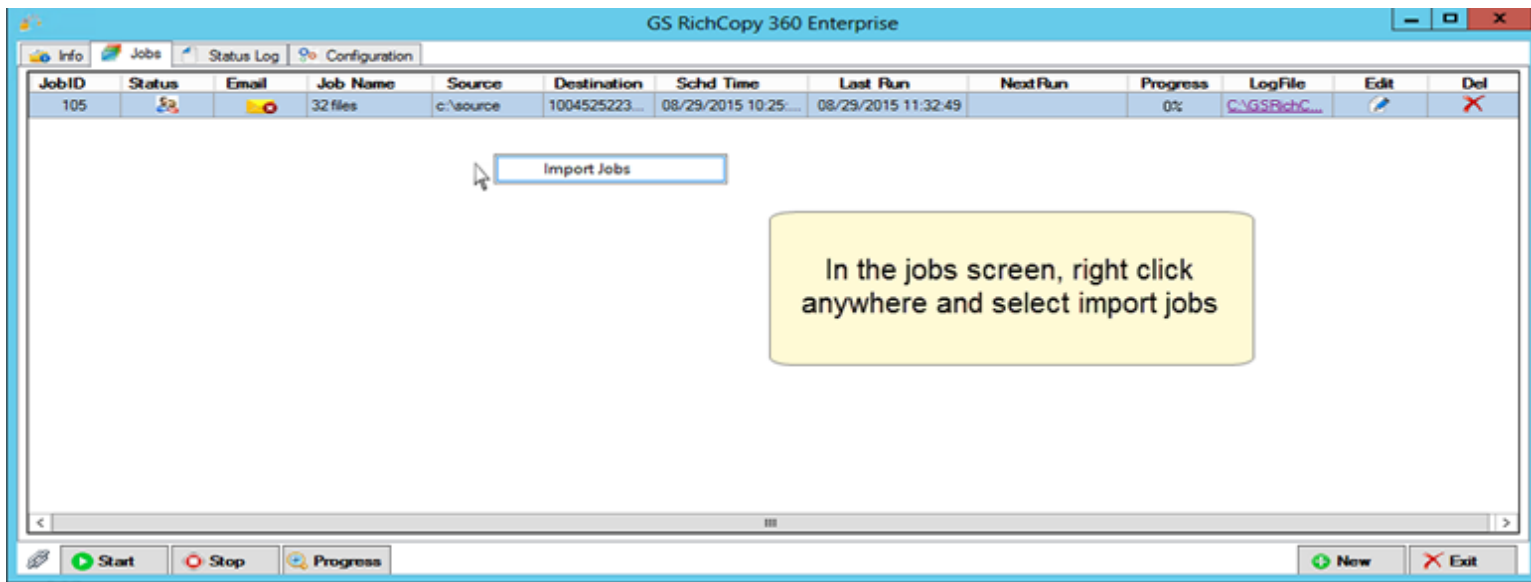 GS RichCopy 360 Enterprise
Info Jobs Status Log Configuration
JobID Status Email Job Name Source Destination Schd Time Last Run NextRun Progress LogFile Edit Del
105 32 files c:\source 1004525223... 08/29/2015 10:25:... 08/29/2015 11:32:49 0% C:\GSRichC...
Import Jobs
In the jobs screen, right click
anywhere and select import jobs
Start Stop Progress New Exit